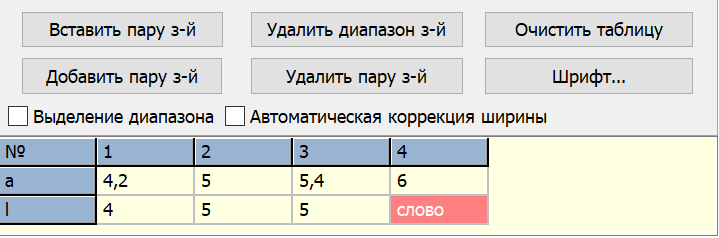 Вставить пару з-й Удалить диапазон з-й Очистить таблицу
Добавить пару з-й Удалить пару з-й Шрифт...
Выделение диапазона Автоматическая коррекция ширины
№ 1 2 3 4
a 4,2 5 5,4 6
l 4 5 5 слово